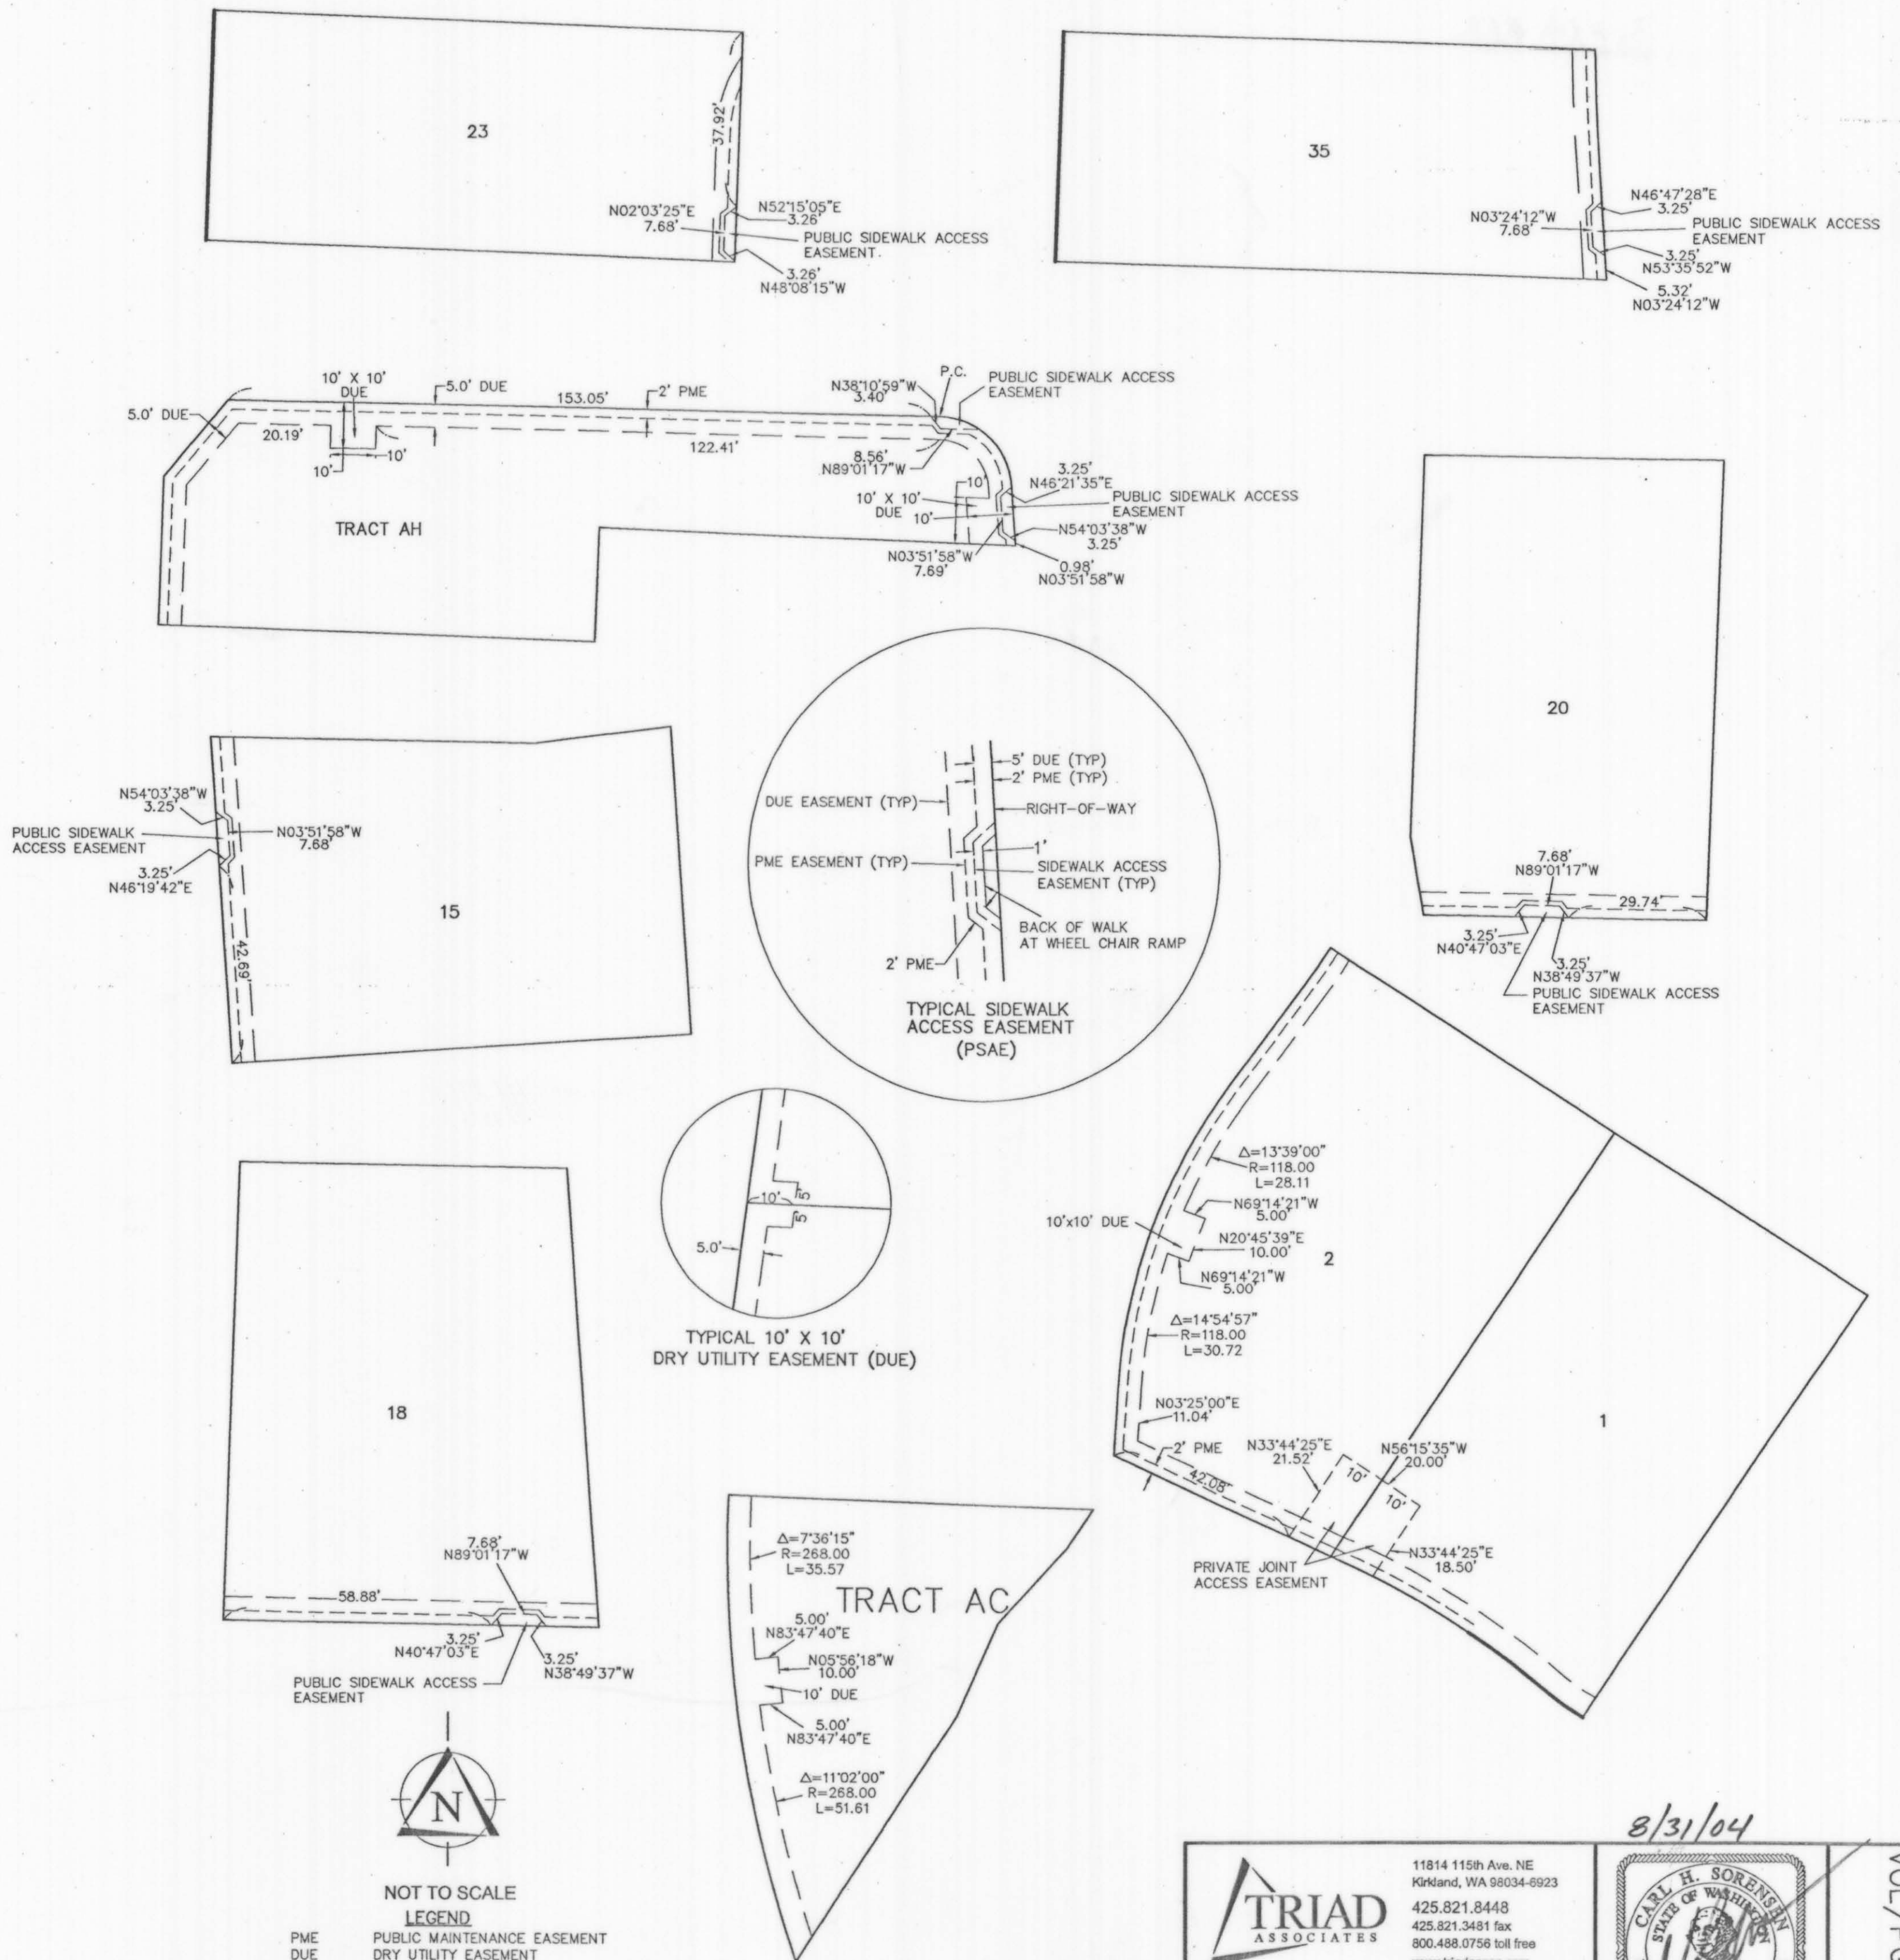 23
37.92'
N02°03'25"E
7.68'
N52°15'05"E
3.26'
PUBLIC SIDEWALK ACCESS
EASEMENT.
3.26'
N48°08'15"W
35
N03°24'12"W
7.68'
N46°47'28"E
3.25'
PUBLIC SIDEWALK ACCESS
EASEMENT
3.25'
N53°35'52"W
5.32'
N03°24'12"W
10' X 10'
DUE
5.0' DUE
153.05'
2' PME
N38°10'59"W
3.40'
P.C.
PUBLIC SIDEWALK ACCESS
EASEMENT
5.0' DUE
20.19'
10'
10'
122.41'
8.56'
N89°01'17"W
3.25'
N46°21'35"E
10'
10' X 10'
DUE
10'
PUBLIC SIDEWALK ACCESS
EASEMENT
TRACT AH
N54°03'38"W
3.25'
N03°51'58"W
7.69'
0.98'
N03°51'58"W
20
7.68'
N89°01'17"W
29.74'
3.25'
N40°47'03"E
3.25'
N38°49'37"W
PUBLIC SIDEWALK ACCESS
EASEMENT
N54°03'38"W
3.25'
PUBLIC SIDEWALK
ACCESS EASEMENT
N03°51'58"W
7.68'
3.25'
N46°19'42"E
15
42.69'
5' DUE (TYP)
2' PME (TYP)
DUE EASEMENT (TYP)
RIGHT-OF-WAY
1'
PME EASEMENT (TYP)
SIDEWALK ACCESS
EASEMENT (TYP)
BACK OF WALK
AT WHEEL CHAIR RAMP
2' PME
TYPICAL SIDEWALK
ACCESS EASEMENT
(PSAE)
10'
5'
5'
5.0'
TYPICAL 10' X 10'
DRY UTILITY EASEMENT (DUE)
Δ=13°39'00"
R=118.00
L=28.11
N69°14'21"W
5.00'
10'x10' DUE
N20°45'39"E
10.00'
2
N69°14'21"W
5.00'
Δ=14°54'57"
R=118.00
L=30.72
N03°25'00"E
11.04'
2' PME
42.08'
N33°44'25"E
21.52'
N56°15'35"W
20.00'
10'
10'
1
N33°44'25"E
18.50'
PRIVATE JOINT
ACCESS EASEMENT
18
7.68'
N89°01'17"W
58.88'
3.25'
N40°47'03"E
3.25'
N38°49'37"W
PUBLIC SIDEWALK ACCESS
EASEMENT
Δ=7°36'15"
R=268.00
L=35.57
TRACT AC
5.00'
N83°47'40"E
N05°56'18"W
10.00'
10' DUE
5.00'
N83°47'40"E
Δ=11°02'00"
R=268.00
L=51.61
N
NOT TO SCALE
LEGEND
PME PUBLIC MAINTENANCE EASEMENT
DUE DRY UTILITY EASEMENT
8/31/04
TRIAD
ASSOCIATES
11814 115th Ave. NE
Kirkland, WA 98034-6923
425.821.8448
425.821.3481 fax
800.488.0756 toll free
CARL H. SORENSEN
STATE OF WASHINGTON